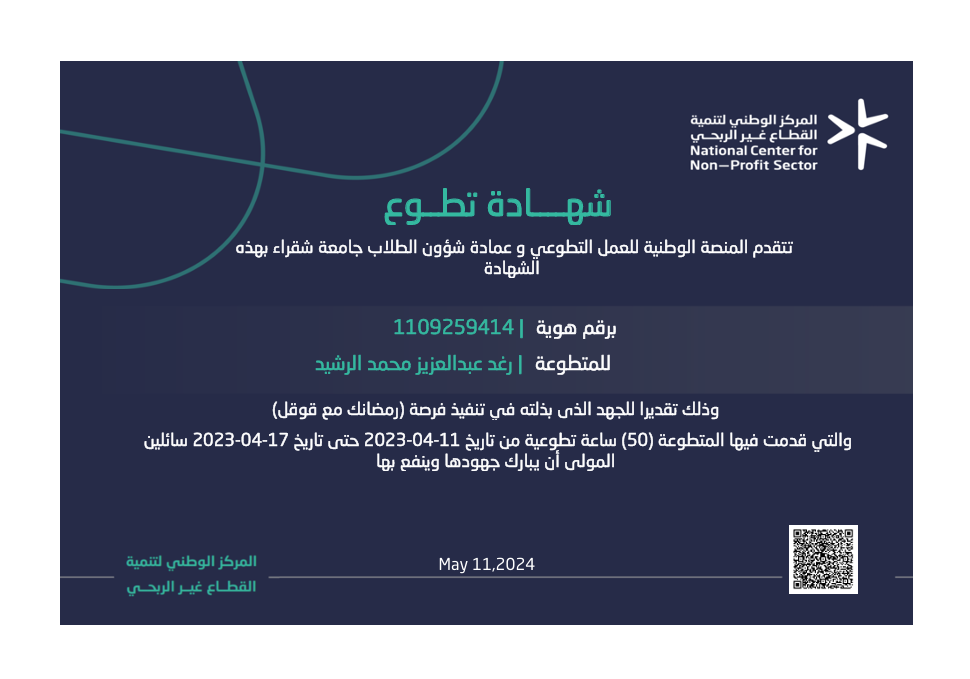 المركز الوطني لتنمية
القطـاع غـيـر الربحـي
National Center for
Non–Profit Sector
شهــــادة تطــوع
تتقدم المنصة الوطنية للعمل التطوعي و عمادة شؤون الطلاب جامعة شقراء بهذه
الشهادة
برقم هوية | 1109259414
للمتطوعة | رغد عبدالعزيز محمد الرشيد
وذلك تقديرا للجهد الذى بذلته في تنفيذ فرصة (رمضانك مع قوقل)
والتي قدمت فيها المتطوعة (50) ساعة تطوعية من تاريخ 11-04-2023 حتى تاريخ 17-04-2023 سائلين
المولى أن يبارك جهودها وينفع بها
May 11,2024
المركز الوطني لتنمية
القطـاع غيـر الربحـي